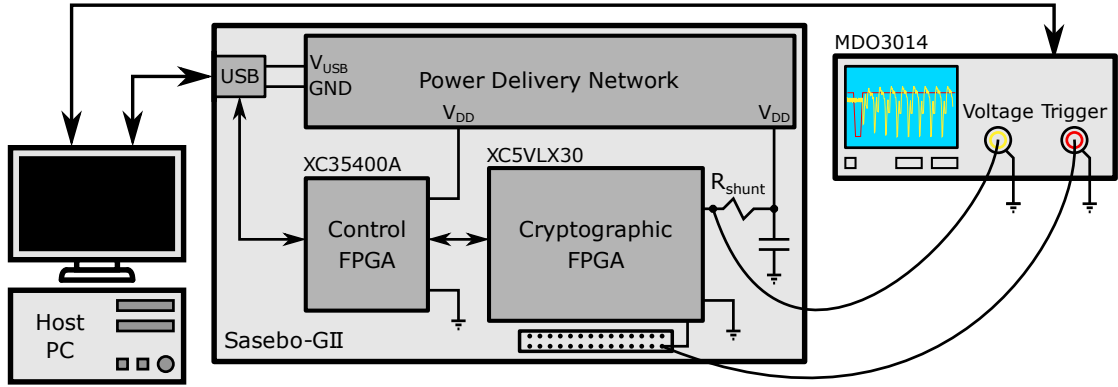 MDO3014
USB
V_USB
GND
Power Delivery Network
V_DD
V_DD
Voltage
Trigger
XC35400A
XC5VLX30
R_shunt
Control
FPGA
Cryptographic
FPGA
Host
PC
Sasebo-GII